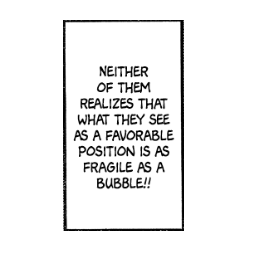 NEITHER
OF THEM
REALIZES THAT
WHAT THEY SEE
AS A FAVORABLE
POSITION IS AS
FRAGILE AS A
BUBBLE!!